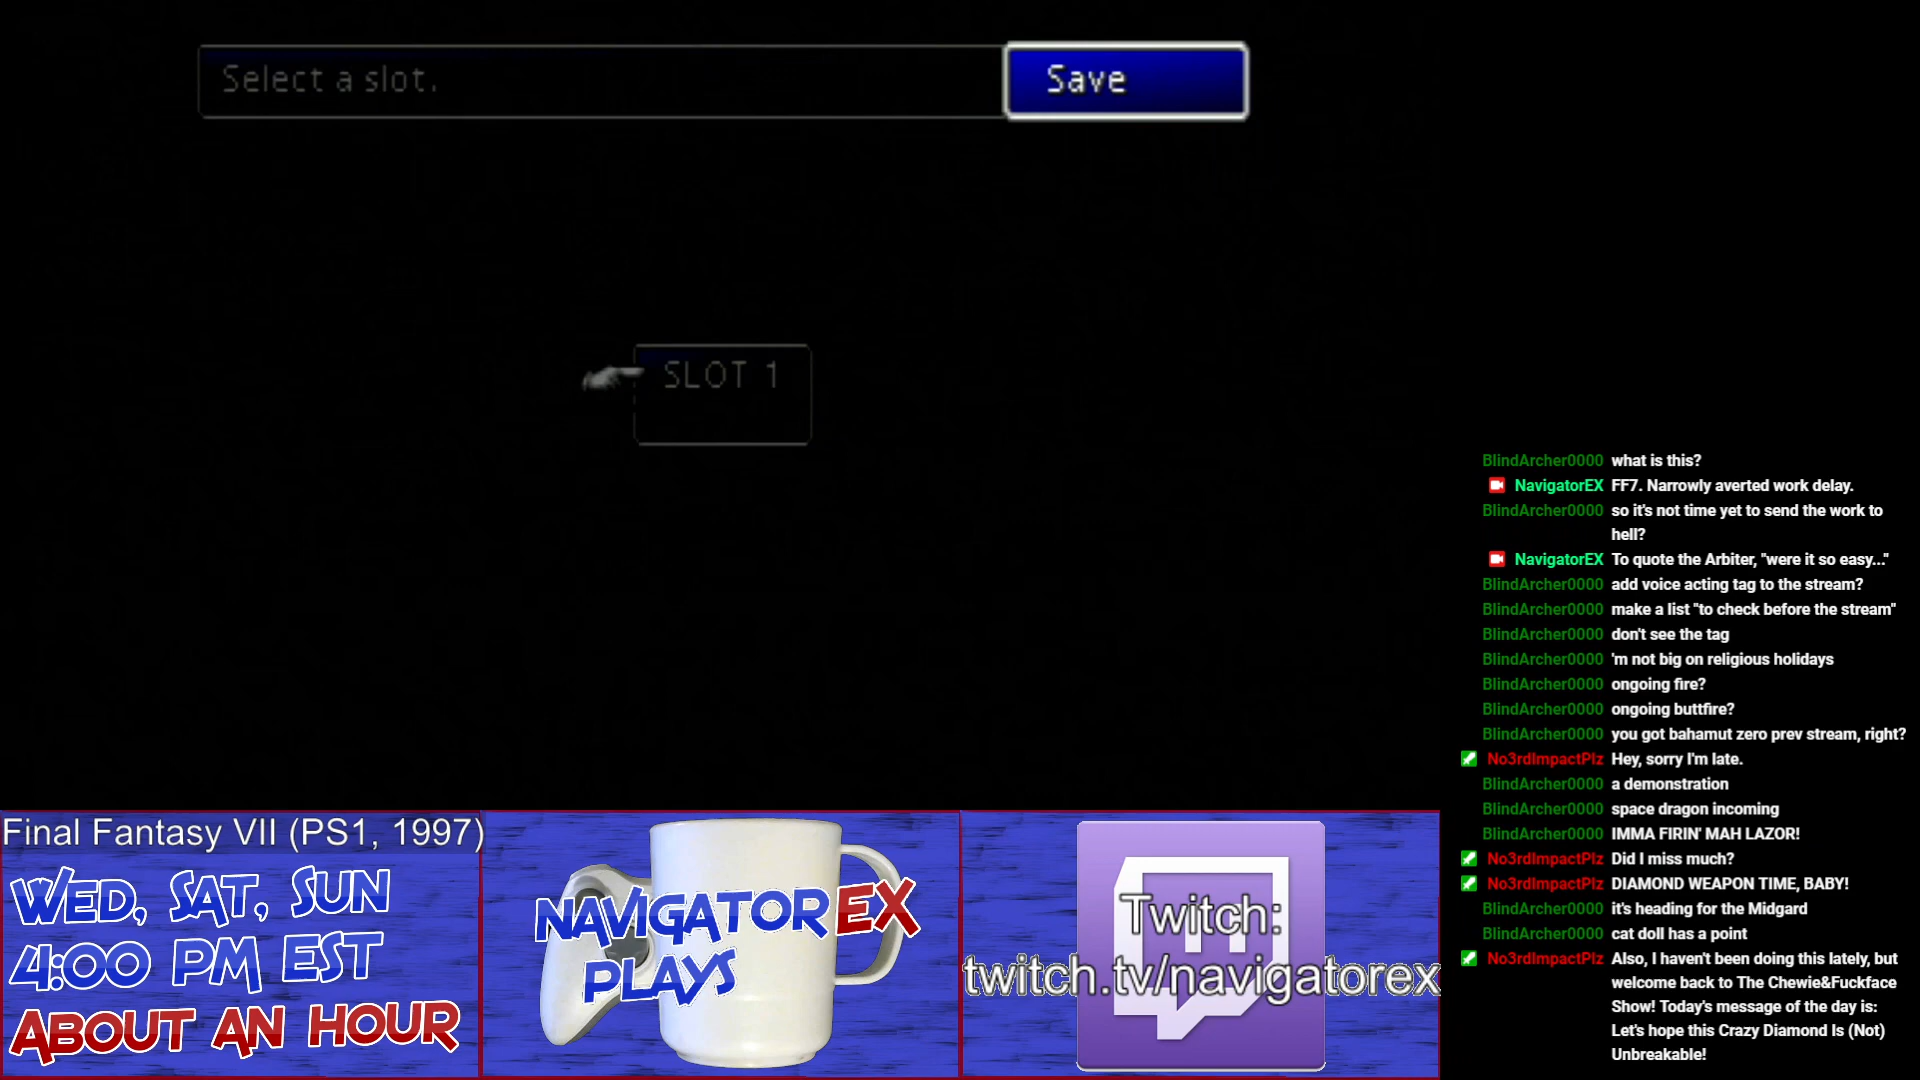 Select a slot.
Save
SLOT 1
BlindArcher0000 what is this?
NavigatorEX FF7. Narrowly averted work delay.
BlindArcher0000 so it's not time yet to send the work to
hell?
NavigatorEX To quote the Arbiter, "were it so easy..."
BlindArcher0000 add voice acting tag to the stream?
BlindArcher0000 make a list "to check before the stream"
BlindArcher0000 don't see the tag
BlindArcher0000 'm not big on religious holidays
BlindArcher0000 ongoing fire?
BlindArcher0000 ongoing buttfire?
BlindArcher0000 you got bahamut zero prev stream, right?
No3rdImpactPlz Hey, sorry I'm late.
BlindArcher0000 a demonstration
BlindArcher0000 space dragon incoming
BlindArcher0000 IMMA FIRIN' MAH LAZOR!
No3rdImpactPlz Did I miss much?
No3rdImpactPlz DIAMOND WEAPON TIME, BABY!
BlindArcher0000 it's heading for the Midgard
BlindArcher0000 cat doll has a point
No3rdImpactPlz Also, I haven't been doing this lately, but
welcome back to The Chewie&Fuckface
Show! Today's message of the day is:
Let's hope this Crazy Diamond Is (Not)
Unbreakable!
Final Fantasy VII (PS1, 1997)
WED, SAT, SUN
4:00 PM EST
ABOUT AN HOUR
NAVIGATOR EX
PLAYS
Twitch:
twitch.tv/navigatorex